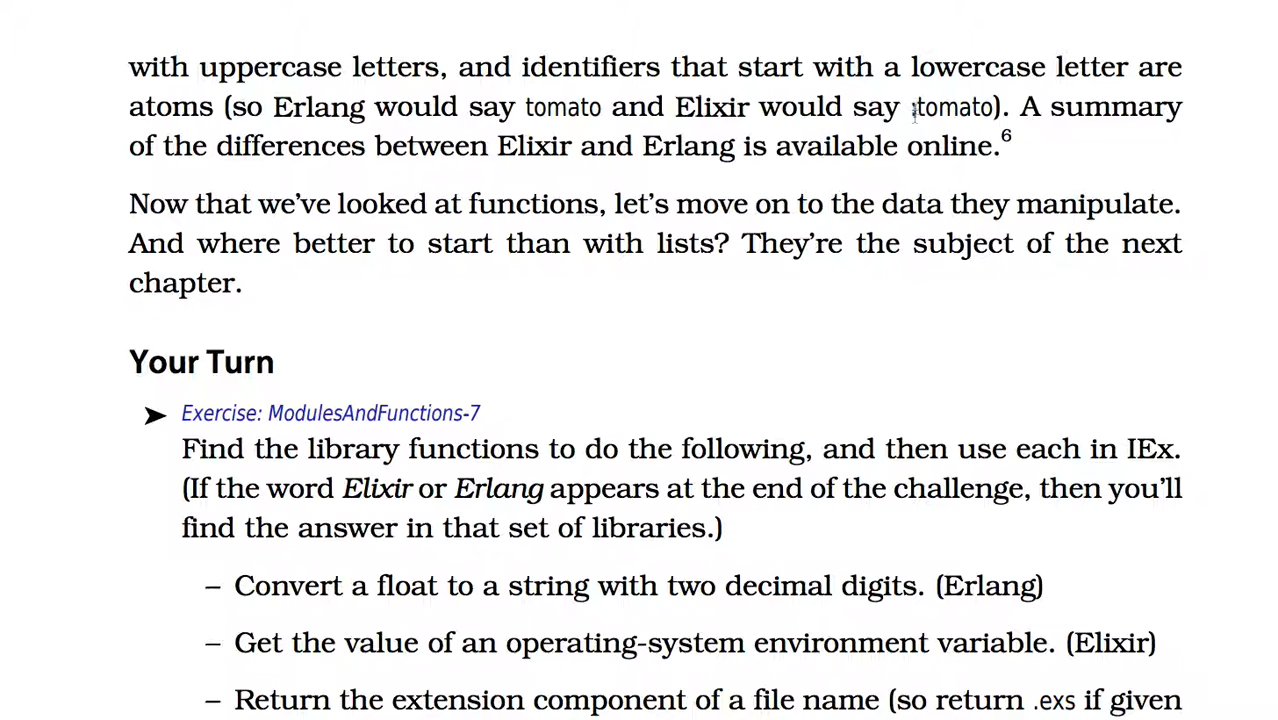 with uppercase letters, and identifiers that start with a lowercase letter are
atoms (so Erlang would say tomato and Elixir would say :tomato). A summary
of the differences between Elixir and Erlang is available online.6
Now that we've looked at functions, let's move on to the data they manipulate.
And where better to start than with lists? They're the subject of the next
chapter.
Your Turn
➤ Exercise: ModulesAndFunctions-7
Find the library functions to do the following, and then use each in IEx.
(If the word Elixir or Erlang appears at the end of the challenge, then you'll
find the answer in that set of libraries.)
– Convert a float to a string with two decimal digits. (Erlang)
– Get the value of an operating-system environment variable. (Elixir)
– Return the extension component of a file name (so return .exs if given